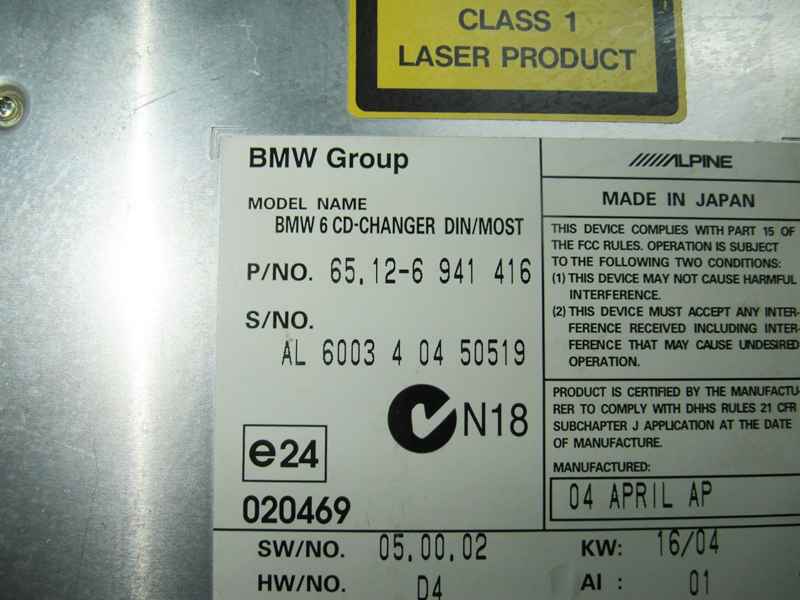 CLASS 1
LASER PRODUCT
BMW Group
MODEL NAME
BMW 6 CD-CHANGER DIN/MOST
P/NO. 65.12-6 941 416
S/NO.
AL 6003 4 04 50519
N18
e24
020469
SW/NO. 05.00.02
HW/NO. D4
ALPINE
MADE IN JAPAN
THIS DEVICE COMPLIES WITH PART 15 OF
THE FCC RULES. OPERATION IS SUBJECT
TO THE FOLLOWING TWO CONDITIONS:
(1) THIS DEVICE MAY NOT CAUSE HARMFUL
INTERFERENCE.
(2) THIS DEVICE MUST ACCEPT ANY INTER-
FERENCE RECEIVED INCLUDING INTER-
FERENCE THAT MAY CAUSE UNDESIRED
OPERATION.
PRODUCT IS CERTIFIED BY THE MANUFACTU-
RER TO COMPLY WITH DHHS RULES 21 CFR
SUBCHAPTER J APPLICATION AT THE DATE
OF MANUFACTURE.
MANUFACTURED:
04 APRIL AP
KW: 16/04
AI : 01